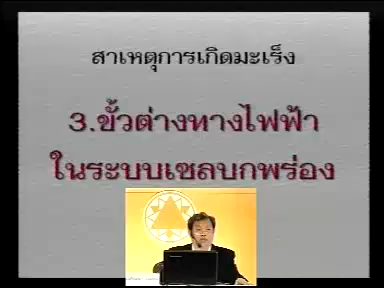 สาเหตุการเกิดมะเร็ง
3.ขั้วต่างทางไฟฟ้า
ในระบบเซลบกพร่อง